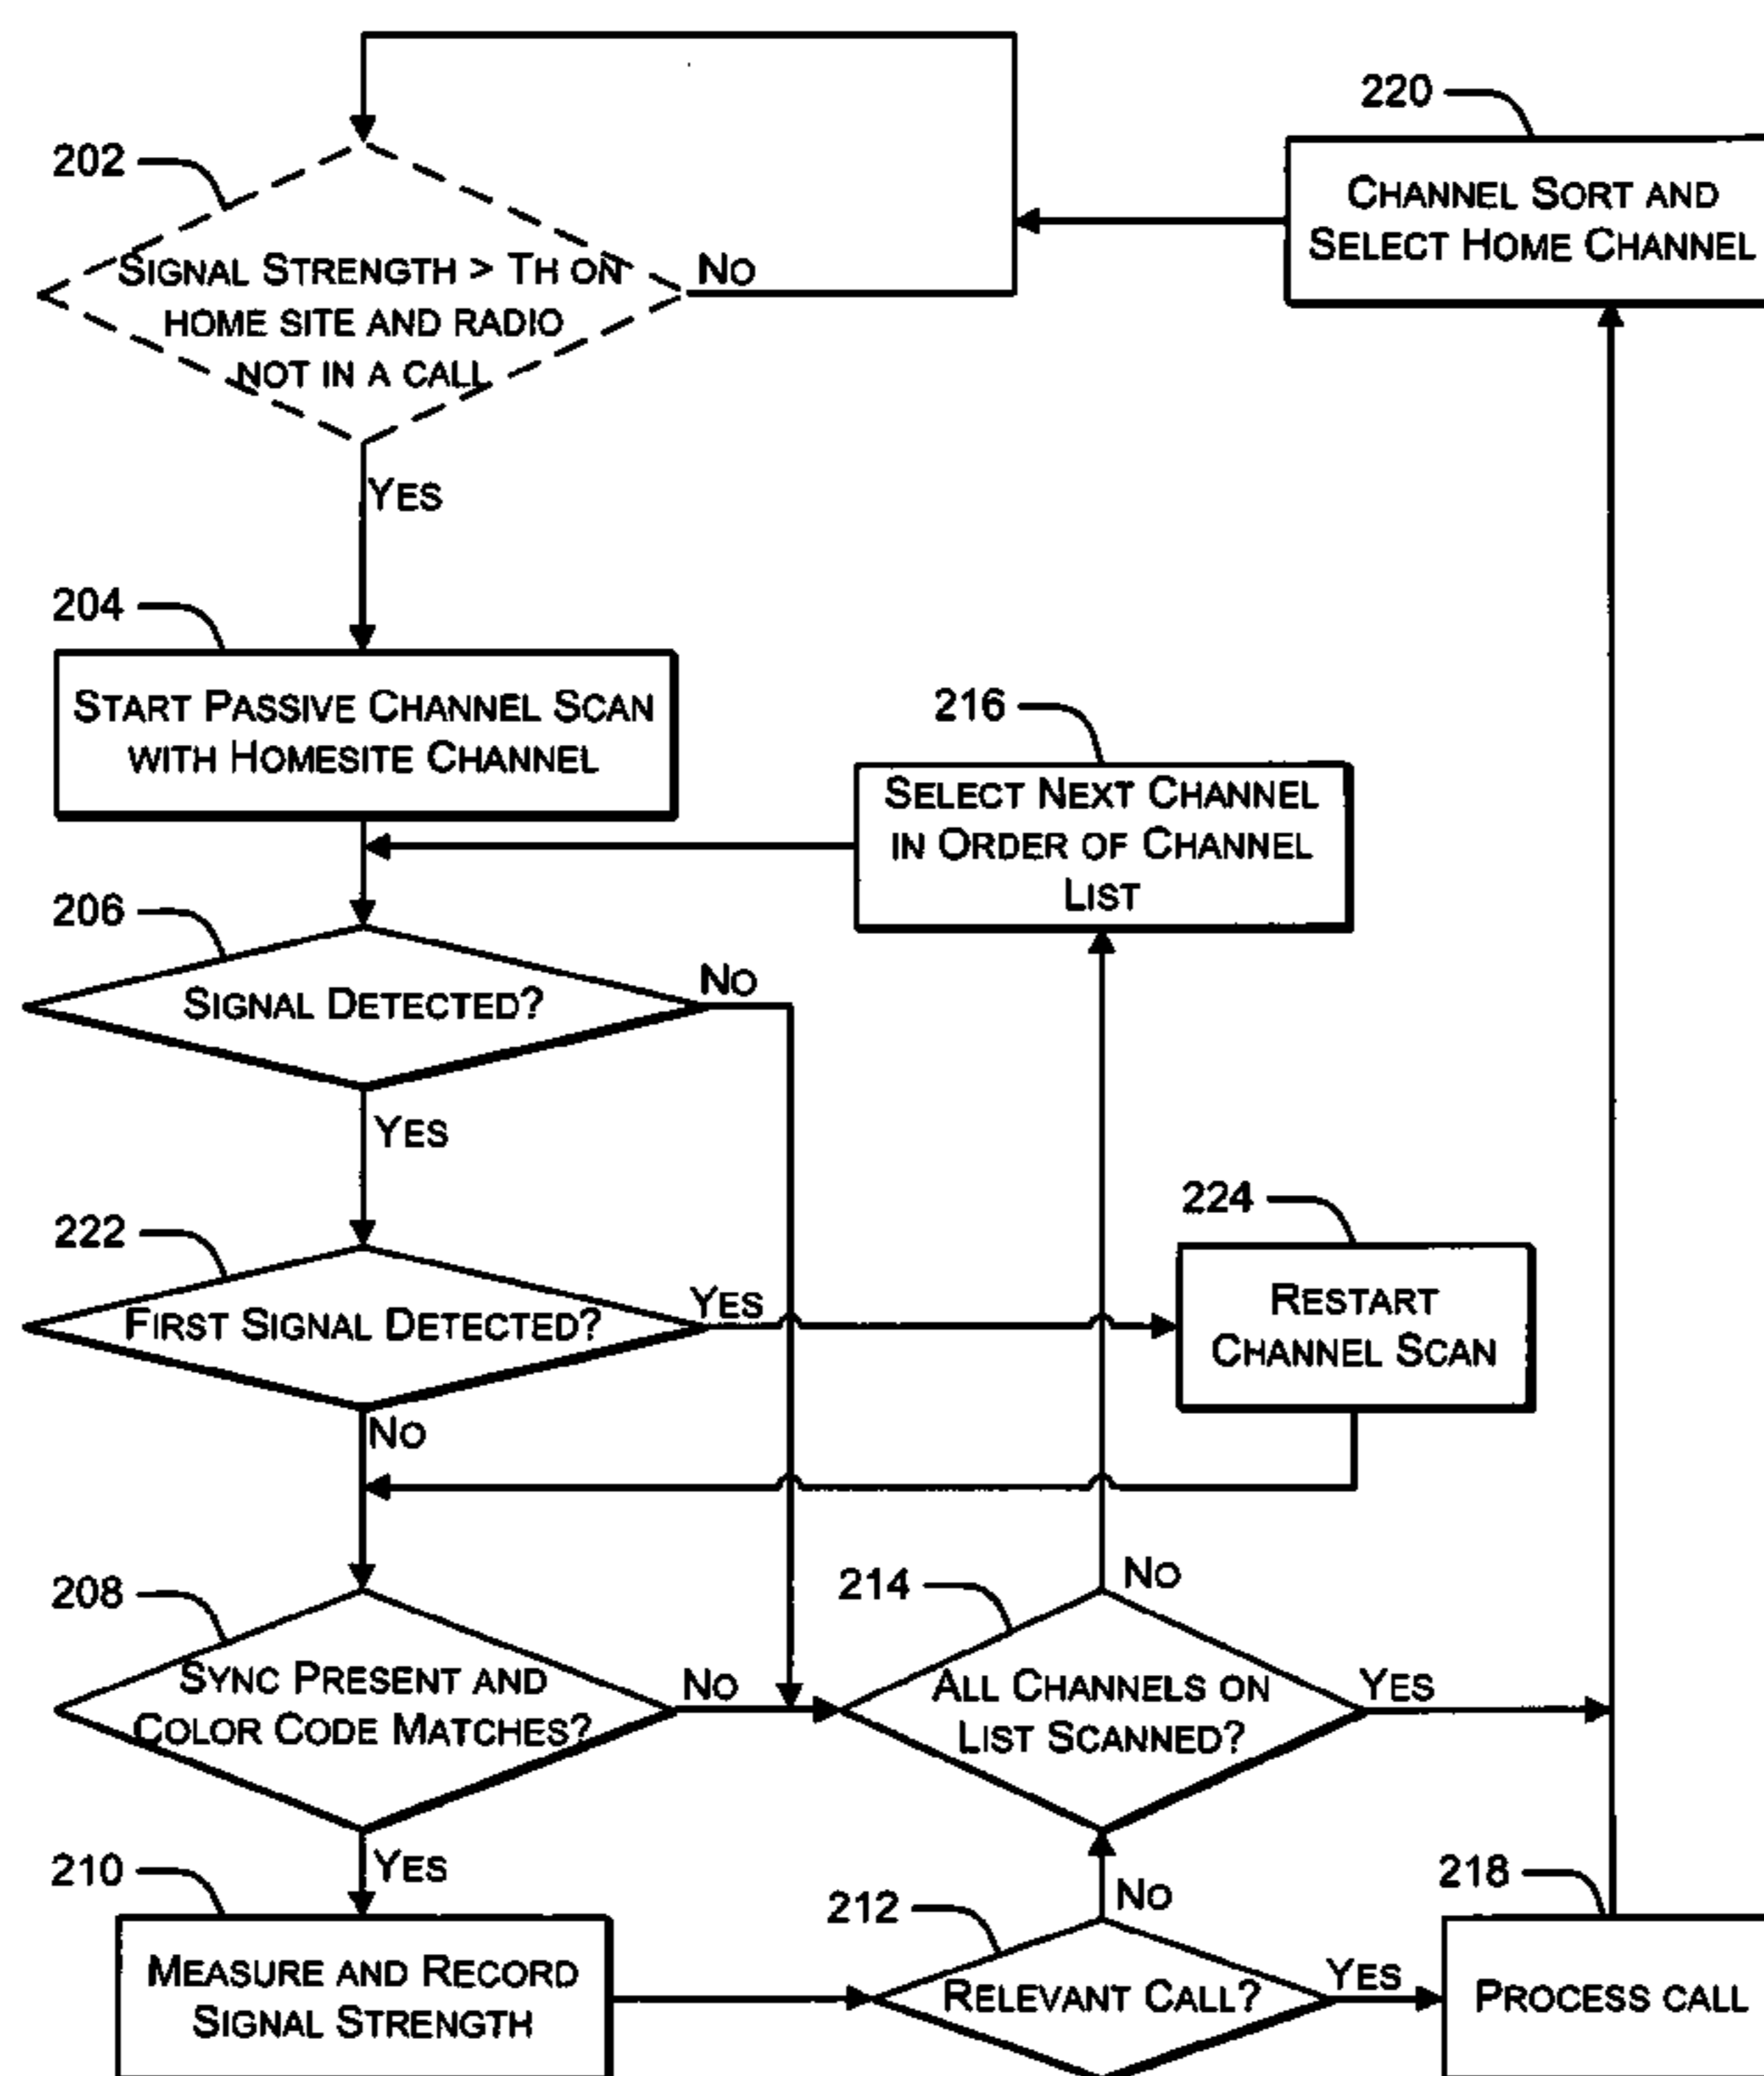 220
CHANNEL SORT AND
SELECT HOME CHANNEL
202
SIGNAL STRENGTH > TH ON
HOME SITE AND RADIO
NOT IN A CALL
NO
YES
204
START PASSIVE CHANNEL SCAN
WITH HOMESITE CHANNEL
216
SELECT NEXT CHANNEL
IN ORDER OF CHANNEL
LIST
206
SIGNAL DETECTED?
NO
YES
222
FIRST SIGNAL DETECTED?
YES
NO
224
RESTART
CHANNEL SCAN
208
SYNC PRESENT AND
COLOR CODE MATCHES?
NO
YES
214
ALL CHANNELS ON
LIST SCANNED?
NO
YES
210
MEASURE AND RECORD
SIGNAL STRENGTH
212
RELEVANT CALL?
NO
YES
218
PROCESS CALL